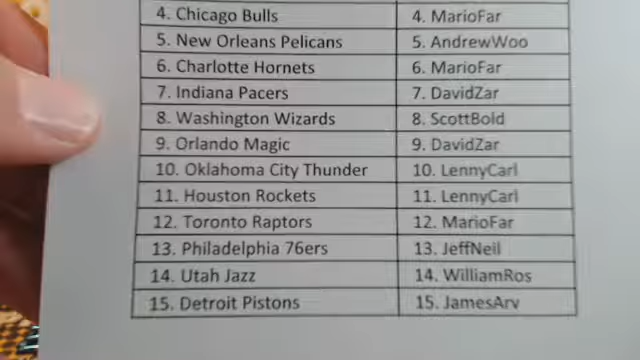 4. Chicago Bulls 4. MarioFar
5. New Orleans Pelicans 5. AndrewWoo
6. Charlotte Hornets 6. MarioFar
7. Indiana Pacers 7. DavidZar
8. Washington Wizards 8. ScottBold
9. Orlando Magic 9. DavidZar
10. Oklahoma City Thunder 10. LennyCarl
11. Houston Rockets 11. LennyCarl
12. Toronto Raptors 12. MarioFar
13. Philadelphia 76ers 13. JeffNeil
14. Utah Jazz 14. WilliamRos
15. Detroit Pistons 15. JamesArv